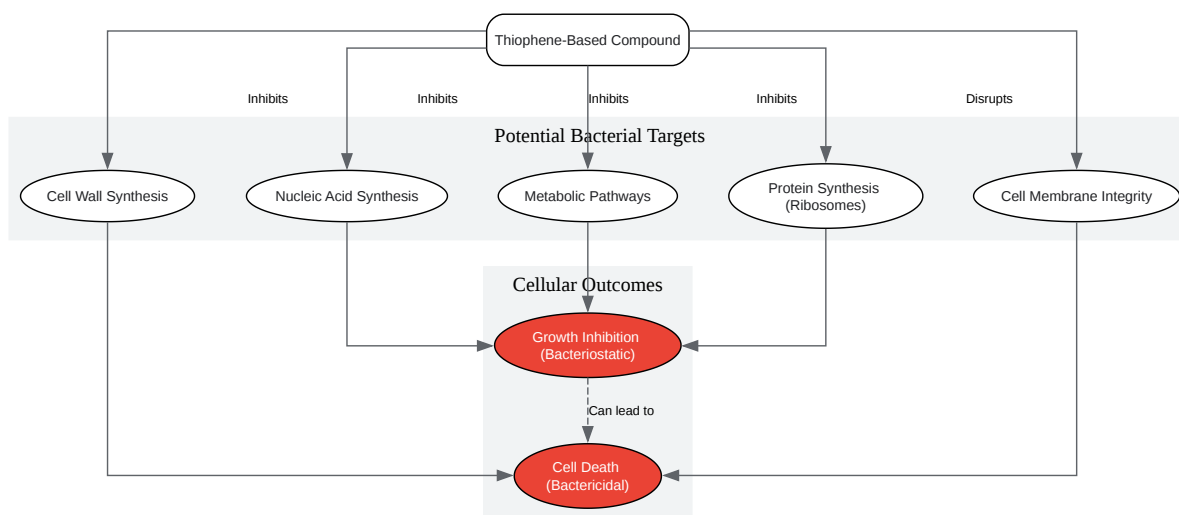 Thiophene-Based Compound
Inhibits
Inhibits
Inhibits
Inhibits
Disrupts
Potential Bacterial Targets
Cell Wall Synthesis
Nucleic Acid Synthesis
Metabolic Pathways
Protein Synthesis
(Ribosomes)
Cell Membrane Integrity
Cellular Outcomes
Growth Inhibition
(Bacteriostatic)
Can lead to
Cell Death
(Bactericidal)